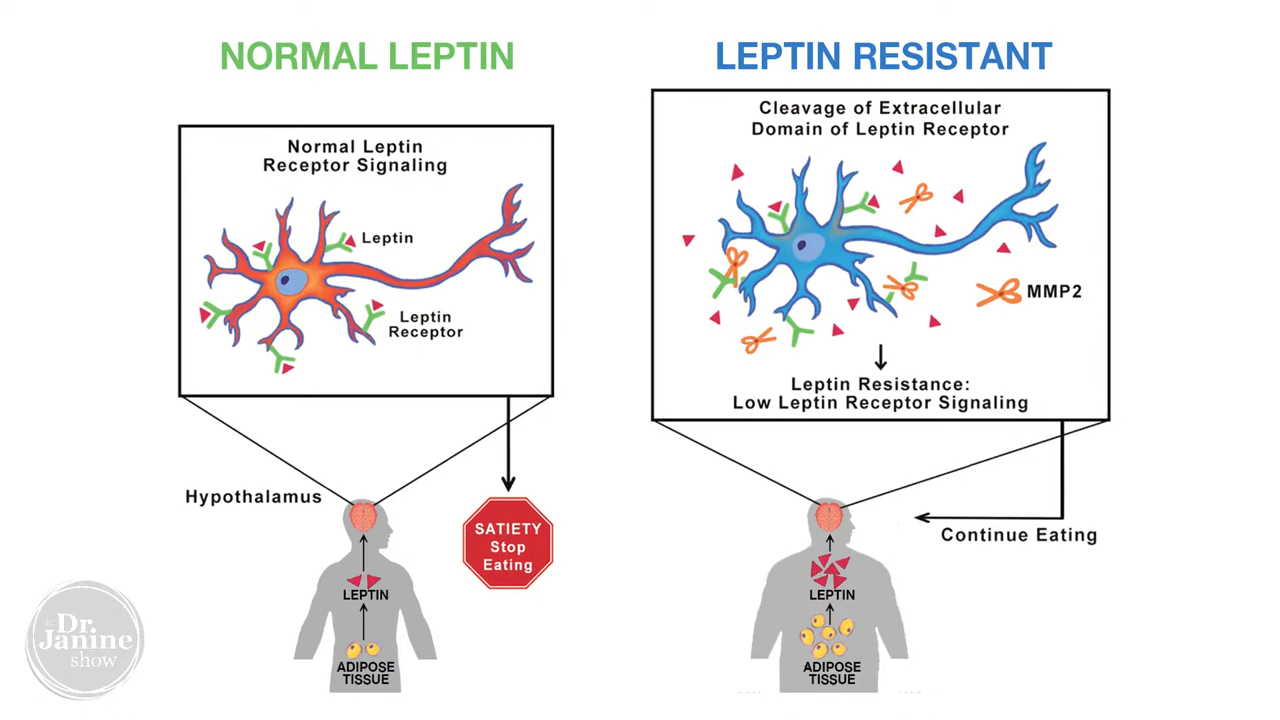 NORMAL LEPTIN
Normal Leptin
Receptor Signaling
Leptin
Leptin
Receptor
Hypothalamus
SATIETY
Stop
Eating
LEPTIN
ADIPOSE
TISSUE
LEPTIN RESISTANT
Cleavage of Extracellular
Domain of Leptin Receptor
MMP2
Leptin Resistance:
Low Leptin Receptor Signaling
Continue Eating
LEPTIN
ADIPOSE
TISSUE
the
Dr.
Janine
show